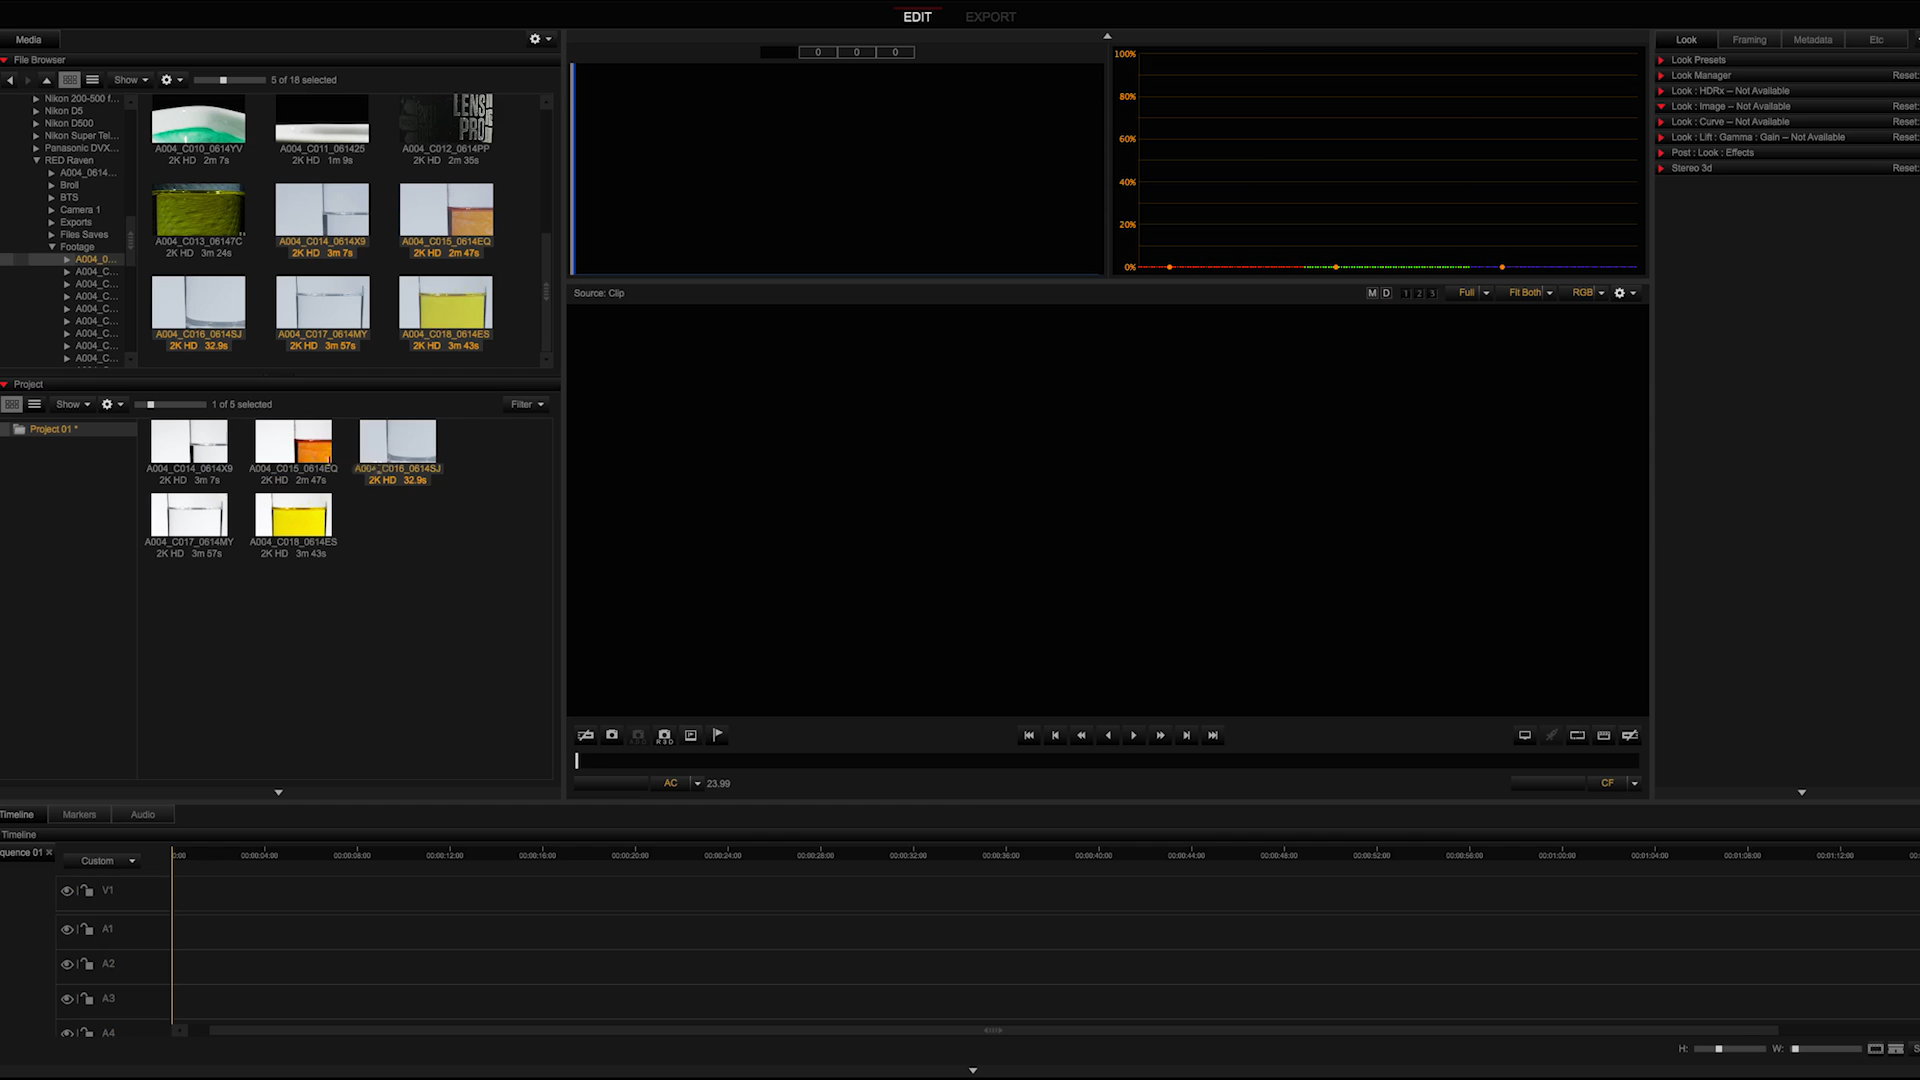 EDIT EXPORT
Media
File Browser
Show 5 of 18 selected
Nikon 200-500 f...
Nikon D5
Nikon D500
Nikon Super Tel...
Panasonic DVX...
RED Raven
A004_0614...
Broll
BTS
Camera 1
Exports
Files Saves
Footage
A004_0...
A004_C...
A004_C...
A004_C...
A004_C...
A004_C...
A004_C...
A004_C...
A004_C...
LENS
PRO
A004_C010_0614YV A004_C011_061425 A004_C012_0614PP
2K HD 2m 7s 2K HD 1m 9s 2K HD 2m 35s
A004_C013_06147C A004_C014_0614X9 A004_C015_0614EQ
2K HD 3m 24s 2K HD 3m 7s 2K HD 2m 47s
A004_C016_0614SJ A004_C017_0614MY A004_C018_0614ES
2K HD 32.9s 2K HD 3m 57s 2K HD 3m 43s
Project
Show 1 of 5 selected Filter
Project 01 *
A004_C014_0614X9 A004_C015_0614EQ A004_C016_0614SJ
2K HD 3m 7s 2K HD 2m 47s 2K HD 32.9s
A004_C017_0614MY A004_C018_0614ES
2K HD 3m 57s 2K HD 3m 43s
0 0 0
100%
80%
60%
40%
20%
0%
Source: Clip M D 1 2 3 Full Fit Both RGB
R3D
AC 23.99 CF
Look Framing Metadata Etc
Look Presets
Look Manager Reset:
Look : HDRx – Not Available
Look : Image – Not Available Reset:
Look : Curve – Not Available Reset:
Look : Lift : Gamma : Gain – Not Available Reset:
Post : Look : Effects
Stereo 3d Reset:
Timeline Markers Audio
Timeline
quence 01 x Custom
0:00 00:00:04:00 00:00:08:00 00:00:12:00 00:00:16:00 00:00:20:00 00:00:24:00 00:00:28:00 00:00:32:00 00:00:36:00 00:00:40:00 00:00:44:00 00:00:48:00 00:00:52:00 00:00:56:00 00:01:00:00 00:01:04:00 00:01:08:00 00:01:12:00 00:
V1
A1
A2
A3
A4
H: W: S